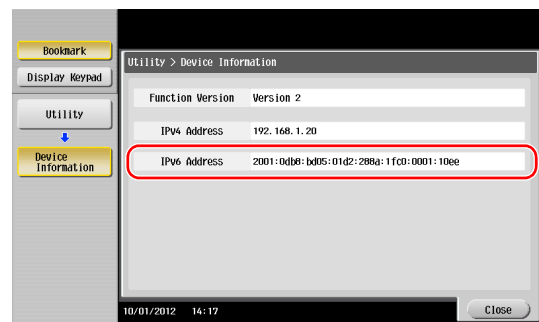 Bookmark
Display Keypad
Utility
Device
Information
Utility > Device Information
Function Version Version 2
IPv4 Address 192.168.1.20
IPv6 Address 2001:0db8:bd05:01d2:288a:1fc0:0001:10ee
10/01/2012 14:17
Close